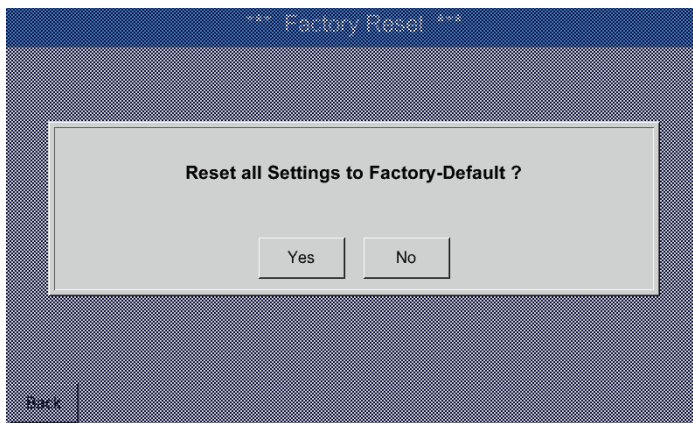 *** Factory Reset ***
Reset all Settings to Factory-Default ?
Yes No
Back